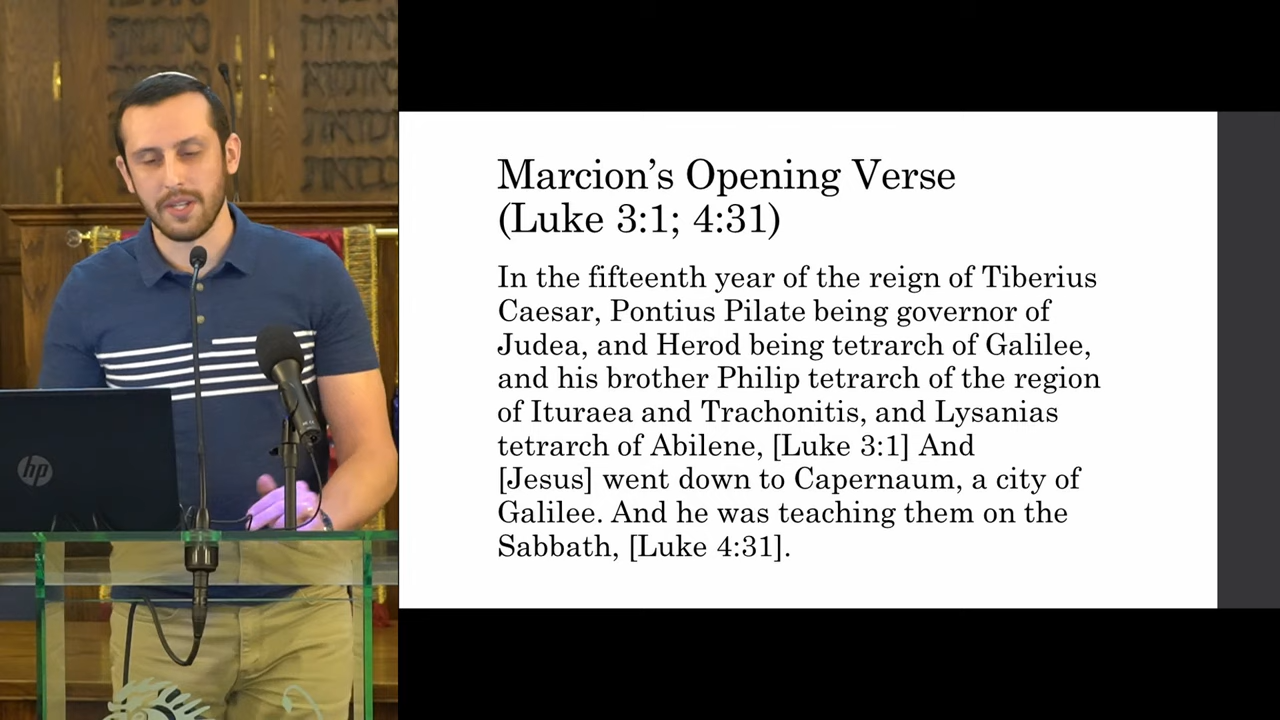 hp
Marcion's Opening Verse
(Luke 3:1; 4:31)
In the fifteenth year of the reign of Tiberius
Caesar, Pontius Pilate being governor of
Judea, and Herod being tetrarch of Galilee,
and his brother Philip tetrarch of the region
of Ituraea and Trachonitis, and Lysanias
tetrarch of Abilene, [Luke 3:1] And
[Jesus] went down to Capernaum, a city of
Galilee. And he was teaching them on the
Sabbath, [Luke 4:31].